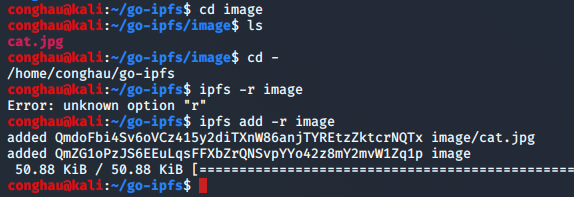 conghau@kali:~/go-ipfs$ cd image
conghau@kali:~/go-ipfs/image$ ls
cat.jpg
conghau@kali:~/go-ipfs/image$ cd -
/home/conghau/go-ipfs
conghau@kali:~/go-ipfs$ ipfs -r image
Error: unknown option "r"
conghau@kali:~/go-ipfs$ ipfs add -r image
added QmdoFbi4Sv6oVCz415y2diTXnW86anjTYREtzZktcrNQTx image/cat.jpg
added QmZG1oPzJS6EEuLqsFFXbZrQNSvpYYo42z8mY2mvW1Zq1p image
50.88 KiB / 50.88 KiB [==============================================
conghau@kali:~/go-ipfs$